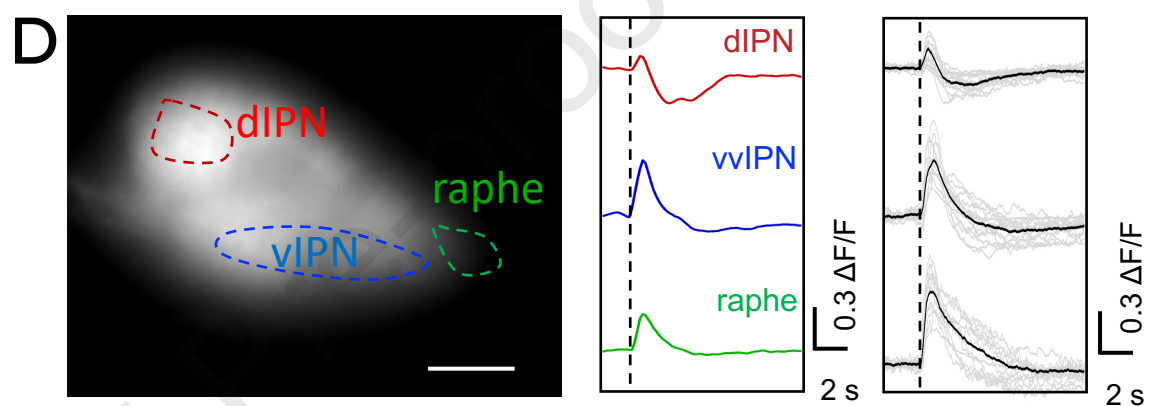 D
dIPN
raphe
vIPN
dIPN
vvIPN
raphe
0.3 ΔF/F
2 s
0.3 ΔF/F
2 s